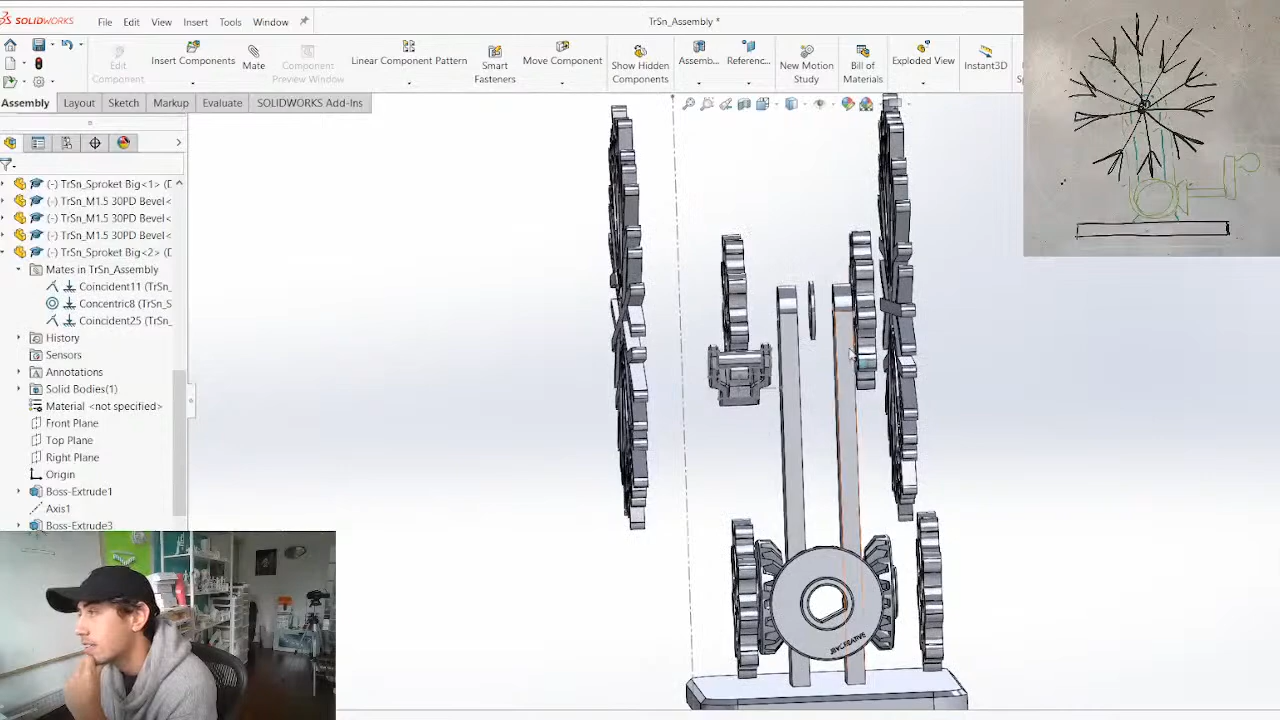 SOLIDWORKS File Edit View Insert Tools Window TrSn_Assembly *
Edit Component Insert Components Mate Component Preview Window Linear Component Pattern Smart Fasteners Move Component Show Hidden Components Assemb... Referenc... New Motion Study Bill of Materials Exploded View Instant3D
Assembly Layout Sketch Markup Evaluate SOLIDWORKS Add-Ins
(-) TrSn_Sproket Big<1> (D
(-) TrSn_M1.5 30PD Bevel<
(-) TrSn_M1.5 30PD Bevel<
(-) TrSn_M1.5 30PD Bevel<
(-) TrSn_Sproket Big<2> (D
Mates in TrSn_Assembly
Coincident11 (TrSn_
Concentric8 (TrSn_S
Coincident25 (TrSn_
History
Sensors
Annotations
Solid Bodies(1)
Material <not specified>
Front Plane
Top Plane
Right Plane
Origin
Boss-Extrude1
Axis1
Boss-Extrude3